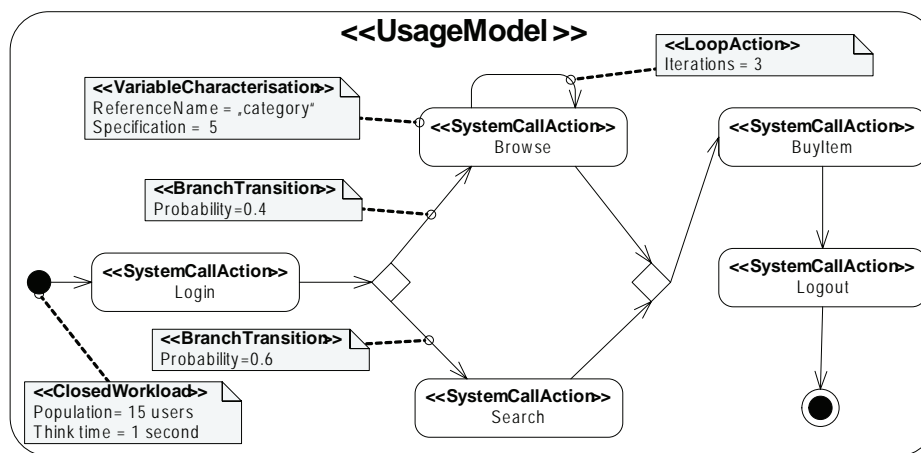 <<UsageModel>>
<<LoopAction>>
Iterations = 3
<<VariableCharacterisation>>
ReferenceName = „category“
Specification = 5
<<SystemCallAction>>
Browse
<<SystemCallAction>>
BuyItem
<<BranchTransition>>
Probability=0.4
<<SystemCallAction>>
Login
<<SystemCallAction>>
Logout
<<BranchTransition>>
Probability=0.6
<<ClosedWorkload>>
Population= 15 users
Think time = 1 second
<<SystemCallAction>>
Search